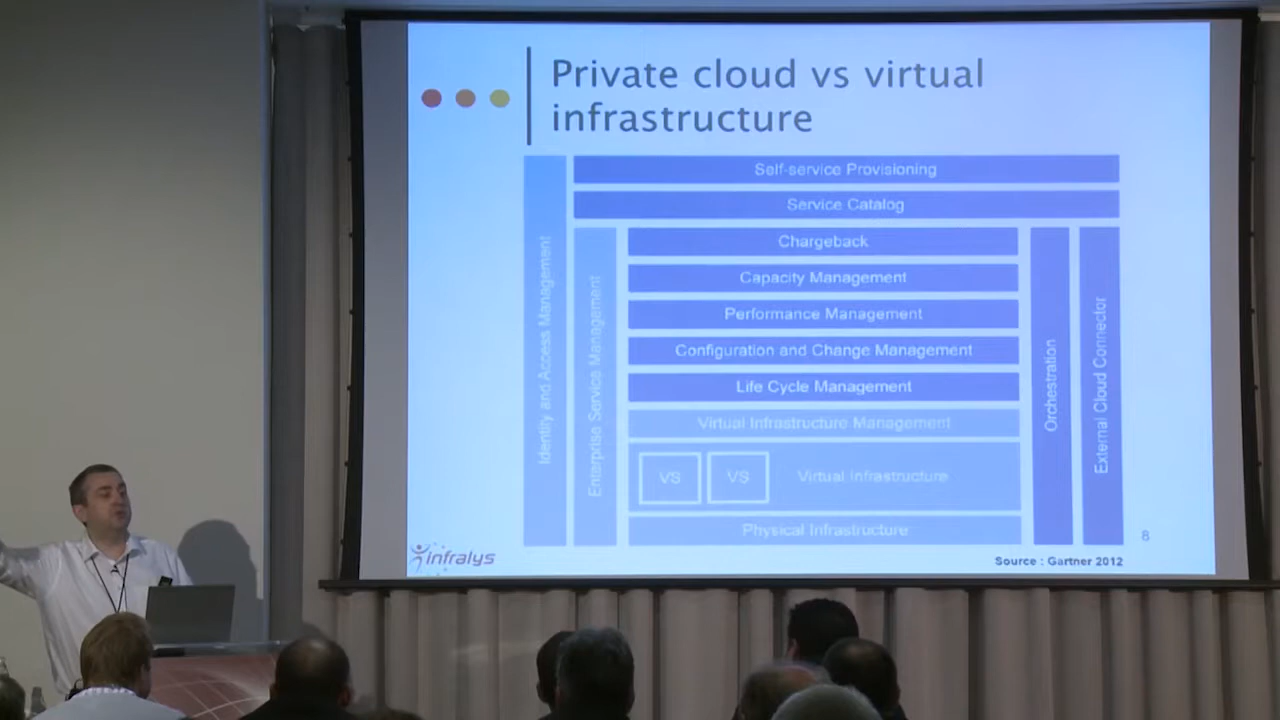 Private cloud vs virtual
infrastructure
Self-service Provisioning
Service Catalog
Identity and Access Management
Enterprise Service Management
Chargeback
Capacity Management
Performance Management
Configuration and Change Management
Life Cycle Management
Virtual Infrastructure Management
VS
VS
Virtual Infrastructure
Physical Infrastructure
Orchestration
External Cloud Connector
8
infralys
Source : Gartner 2012